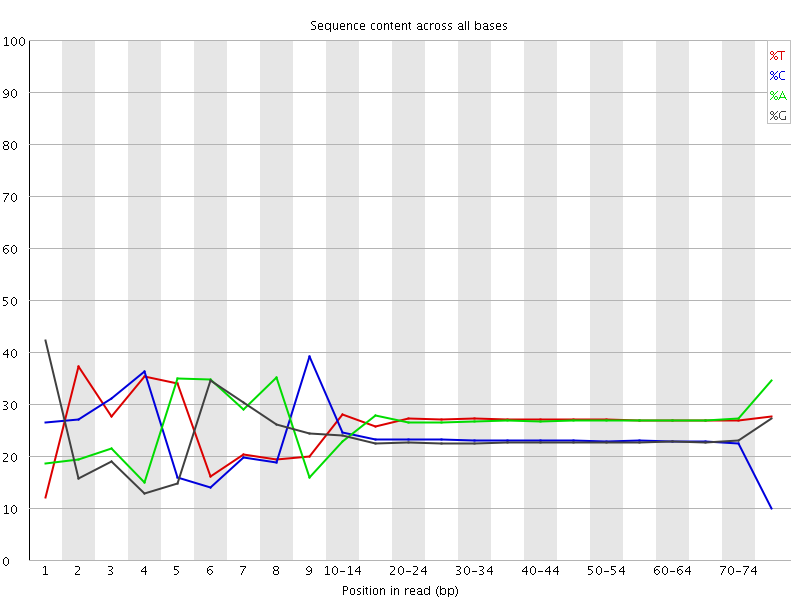 Sequence content across all bases
100
90
80
70
60
50
40
30
20
10
0
%T
%C
%A
%G
1 2 3 4 5 6 7 8 9 10-14 20-24 30-34 40-44 50-54 60-64 70-74
Position in read (bp)